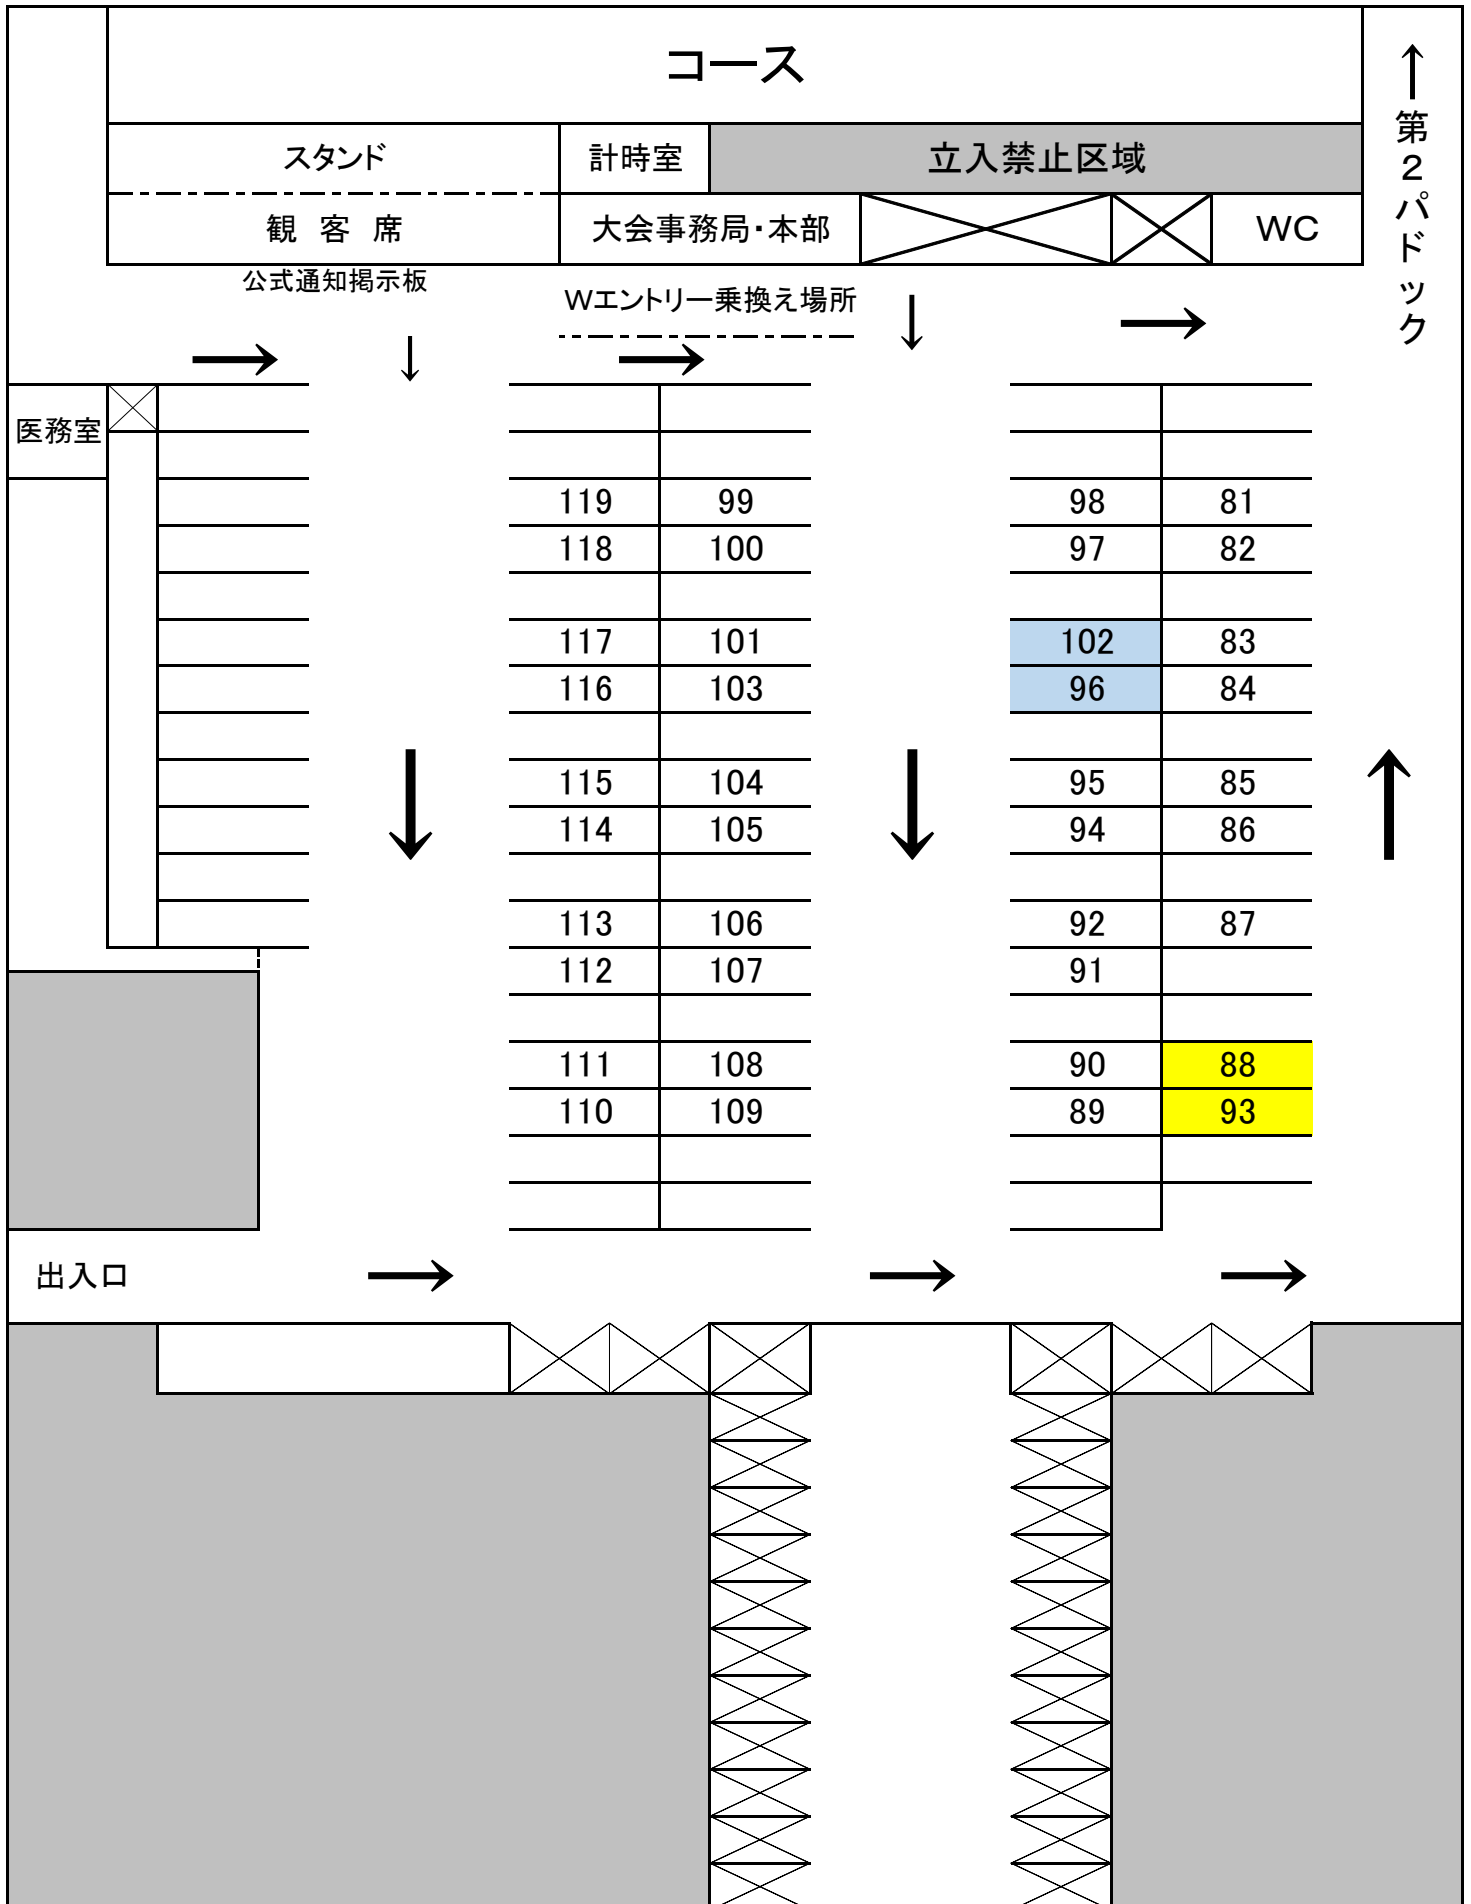 コース
↑第2パドック
スタンド 計時室 立入禁止区域
観 客 席 大会事務局・本部 WC
公式通知掲示板
Wエントリー乗換え場所
医務室
119 99 98 81
118 100 97 82
117 101 102 83
116 103 96 84
115 104 95 85
114 105 94 86
113 106 92 87
112 107 91
111 108 90 88
110 109 89 93
出入口